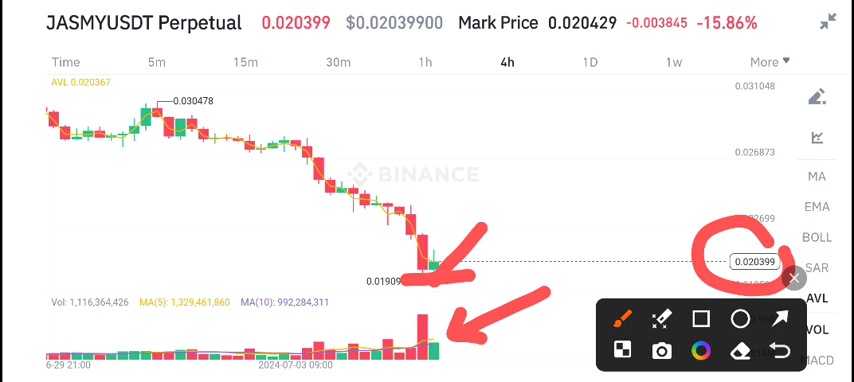 JASMYUSDT Perpetual 0.020399 $0.02039900 Mark Price 0.020429 -0.003845 -15.86%
Time 5m 15m 30m 1h 4h 1D 1w More
AVL 0.020367
0.031048
0.030478
0.026873
BINANCE
MA
EMA
BOLL
0.020399
SAR
0.01909
AVL
Vol: 1,116,364,426 MA(5): 1,329,461,860 MA(10): 992,284,311
VOL
MACD
6-29 21:00 2024-07-03 09:00